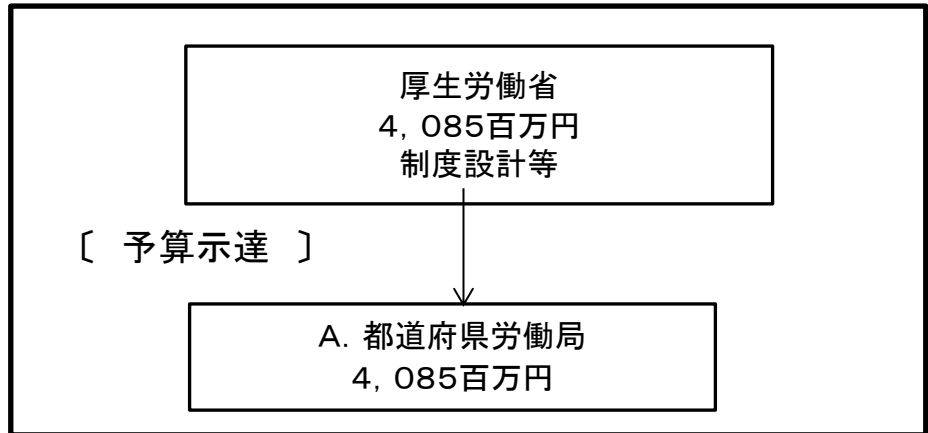 厚生労働省
4,085百万円
制度設計等
〔 予算示達 〕
A. 都道府県労働局
4,085百万円